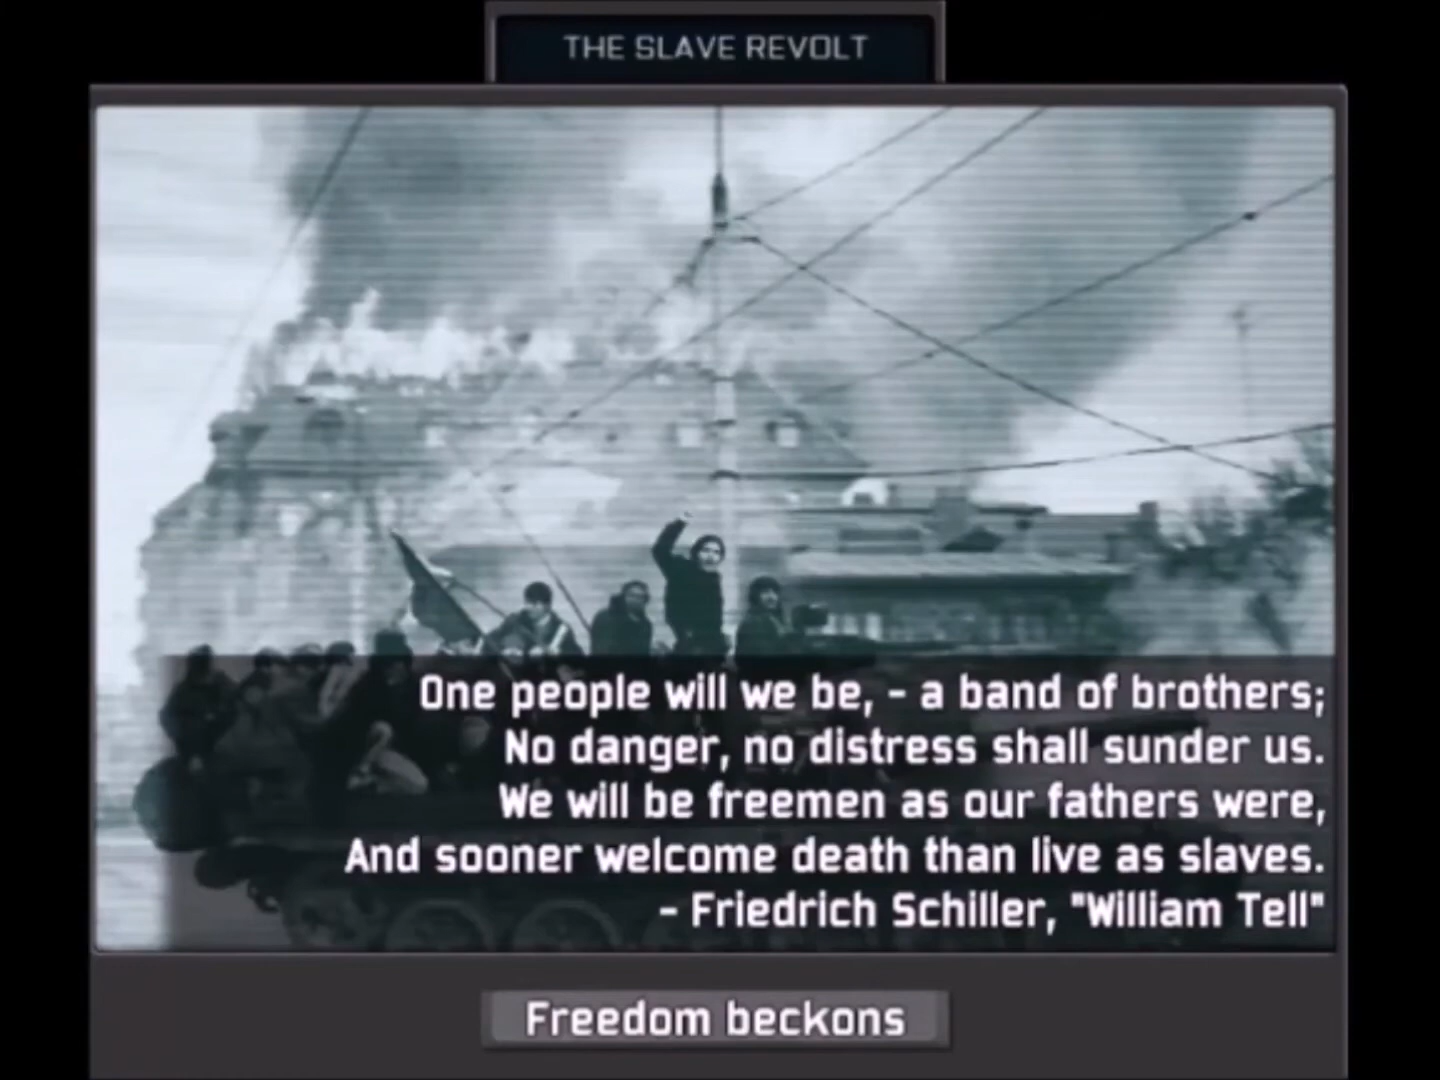 THE SLAVE REVOLT
One people will we be, - a band of brothers;
No danger, no distress shall sunder us.
We will be freemen as our fathers were,
And sooner welcome death than live as slaves.
- Friedrich Schiller, "William Tell"
Freedom beckons